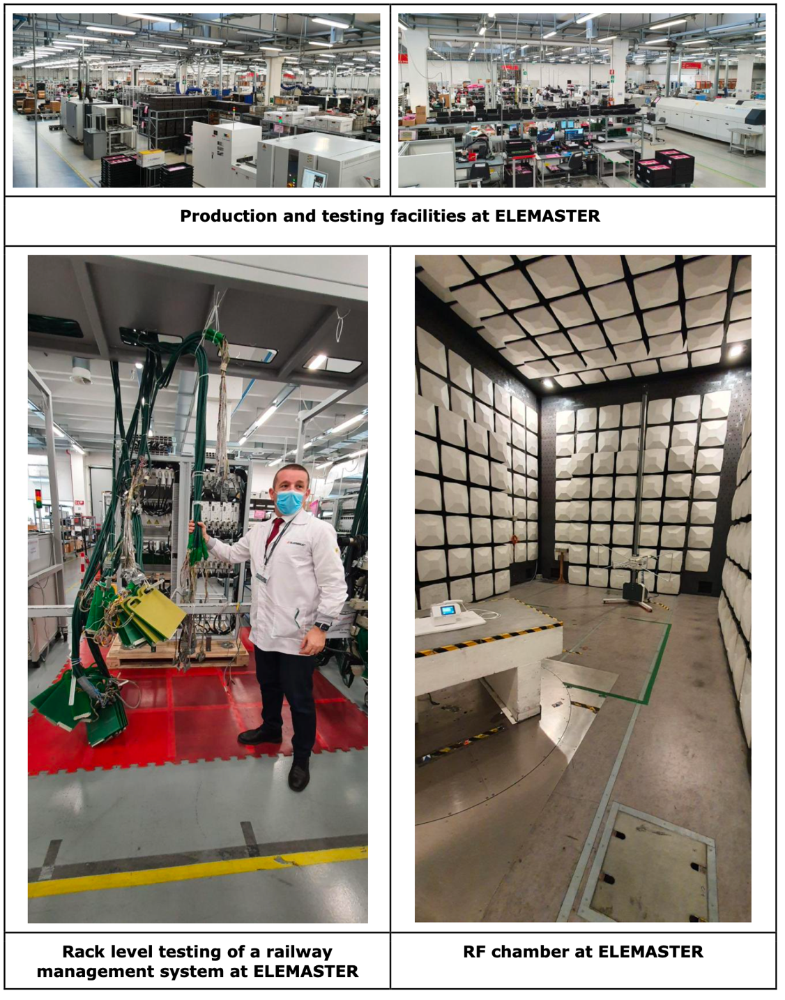 Production and testing facilities at ELEMASTER
ELEMASTER
Rack level testing of a railway
management system at ELEMASTER
RF chamber at ELEMASTER